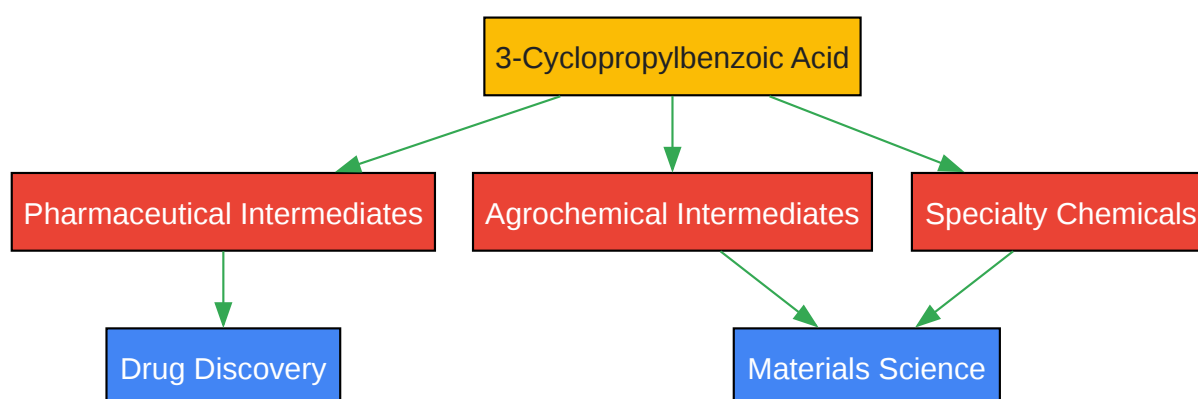 3-Cyclopropylbenzoic Acid
Pharmaceutical Intermediates
Agrochemical Intermediates
Specialty Chemicals
Drug Discovery
Materials Science